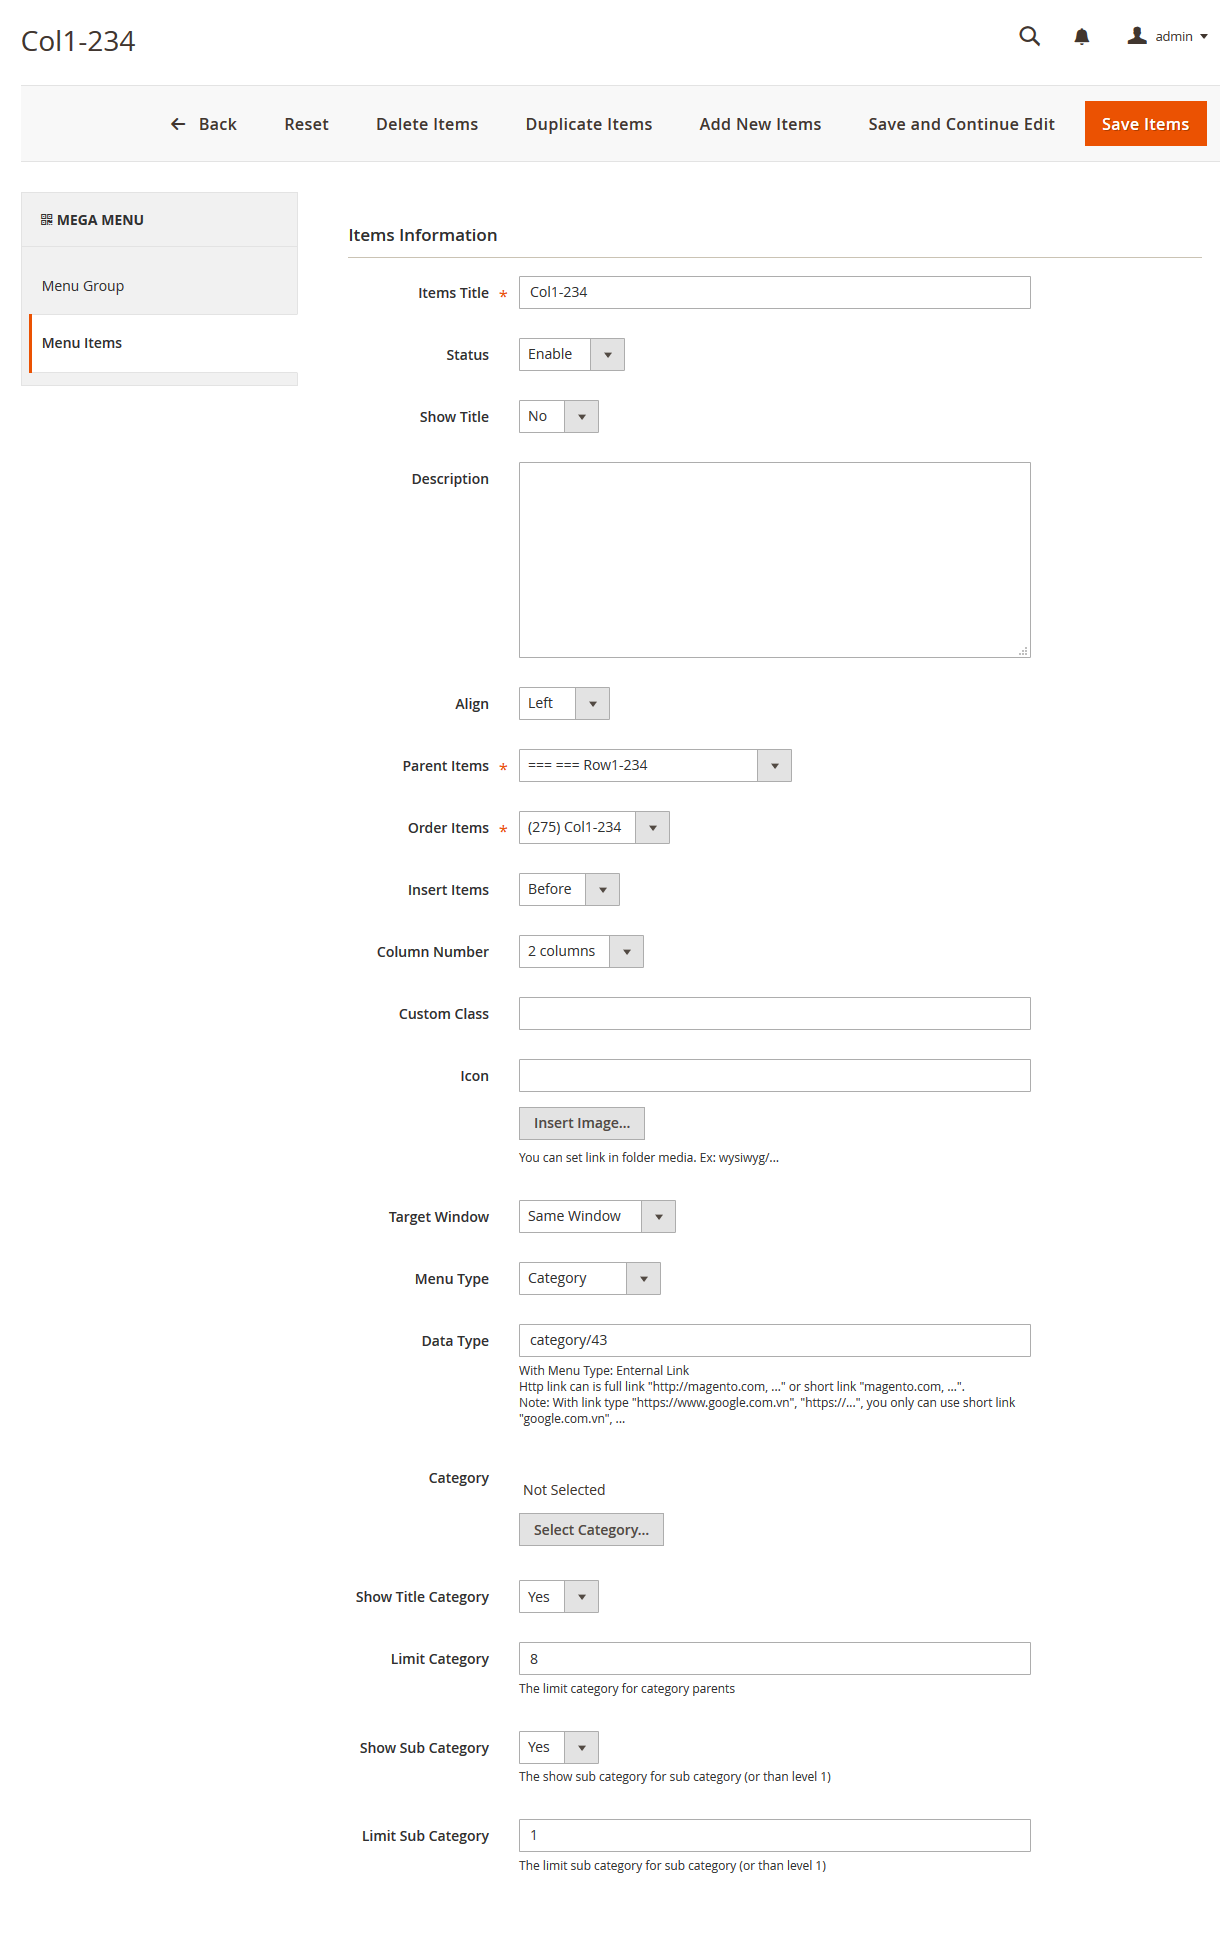 Col1-234
admin
Back
Reset
Delete Items
Duplicate Items
Add New Items
Save and Continue Edit
Save Items
MEGA MENU
Menu Group
Menu Items
Items Information
Items Title *
Col1-234
Status
Enable
Show Title
No
Description
Align
Left
Parent Items *
=== === Row1-234
Order Items *
(275) Col1-234
Insert Items
Before
Column Number
2 columns
Custom Class
Icon
Insert Image...
You can set link in folder media. Ex: wysiwyg/...
Target Window
Same Window
Menu Type
Category
Data Type
category/43
With Menu Type: Enternal Link
Http link can is full link "http://magento.com, ..." or short link "magento.com, ...".
Note: With link type "https://www.google.com.vn", "https://...", you only can use short link
"google.com.vn", ...
Category
Not Selected
Select Category...
Show Title Category
Yes
Limit Category
8
The limit category for category parents
Show Sub Category
Yes
The show sub category for sub category (or than level 1)
Limit Sub Category
1
The limit sub category for sub category (or than level 1)